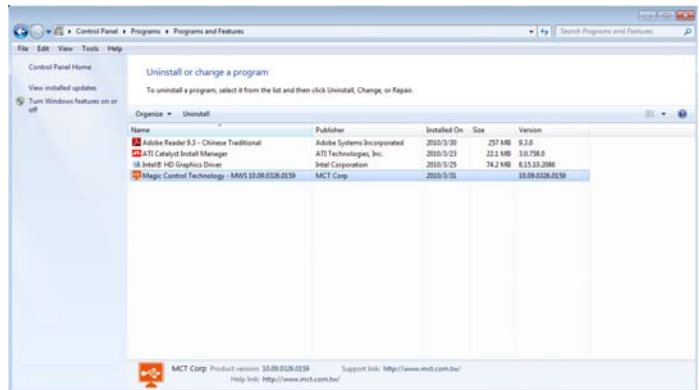 Control Panel ▸ Programs ▸ Programs and Features
Search Programs and Features
File Edit View Tools Help
Control Panel Home
View installed updates
Turn Windows features on or off
Uninstall or change a program
To uninstall a program, select it from the list and then click Uninstall, Change, or Repair.
Organize Uninstall
Name Publisher Installed On Size Version
Adobe Reader 9.3 - Chinese Traditional Adobe Systems Incorporated 2010/3/30 257 MB 9.3.0
ATI Catalyst Install Manager ATI Technologies, Inc. 2010/3/23 22.1 MB 3.0.758.0
Intel® HD Graphics Driver Intel Corporation 2010/3/25 74.2 MB 8.15.10.2086
Magic Control Technology - MWS 10.09.0326.0159 MCT Corp 2010/3/31 10.09.0326.0159
MCT Corp Product version: 10.09.0326.0159 Support link: http://www.mct.com.tw/
Help link: http://www.mct.com.tw/